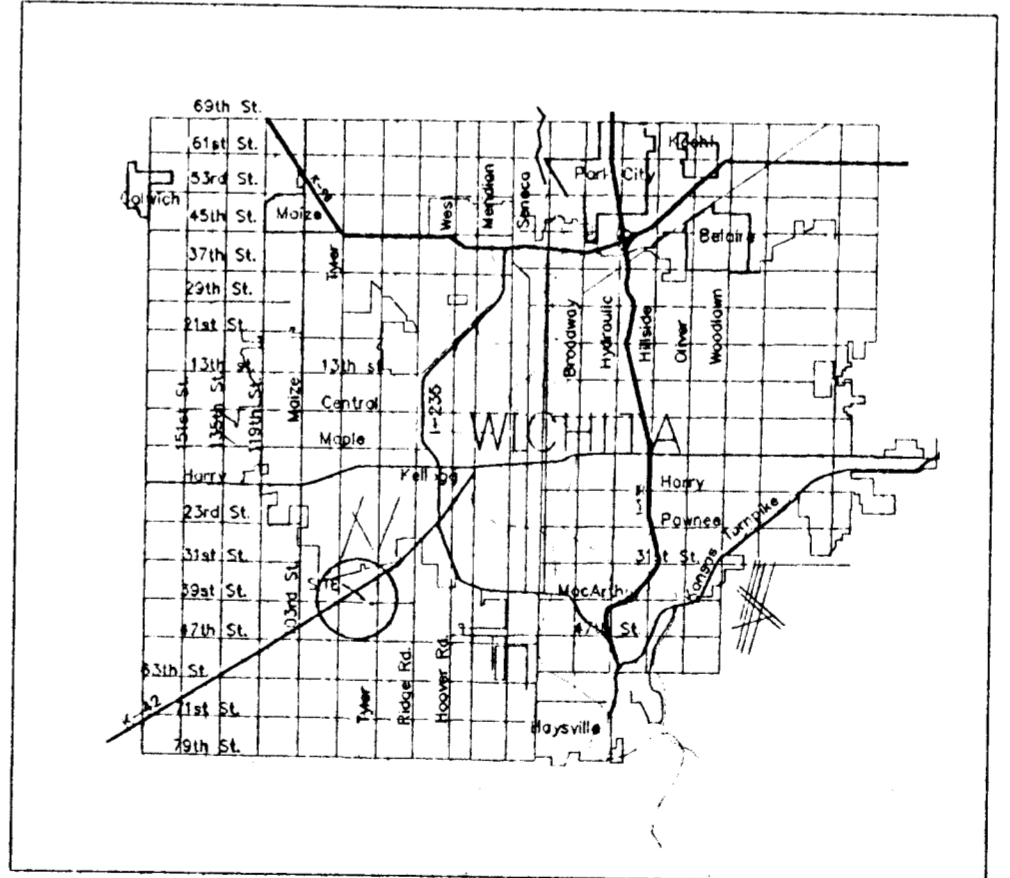 69th St.
61st St.
Kechi
53rd St.
Park City
Colwich
K-96
West
Meridian
Seneca
45th St.
Maize
Belaire
37th St.
Tyler
29th St.
21st St.
Broadway
Hydraulic
Hillside
Oliver
Woodlawn
13th St.
13th st
151st St.
135th St.
119th St.
Maize
Central
I-235
Maple
WICHITA
Harry
Kellogg
Harry
23rd St.
Pawnee
Kansas Turnpike
31st St.
31st St.
103rd St.
SITE
39st St.
MacArth
47th St.
47th St
63th St.
Tyler
Ridge Rd.
Hoover Rd.
K-42
71st St.
Haysville
79th St.